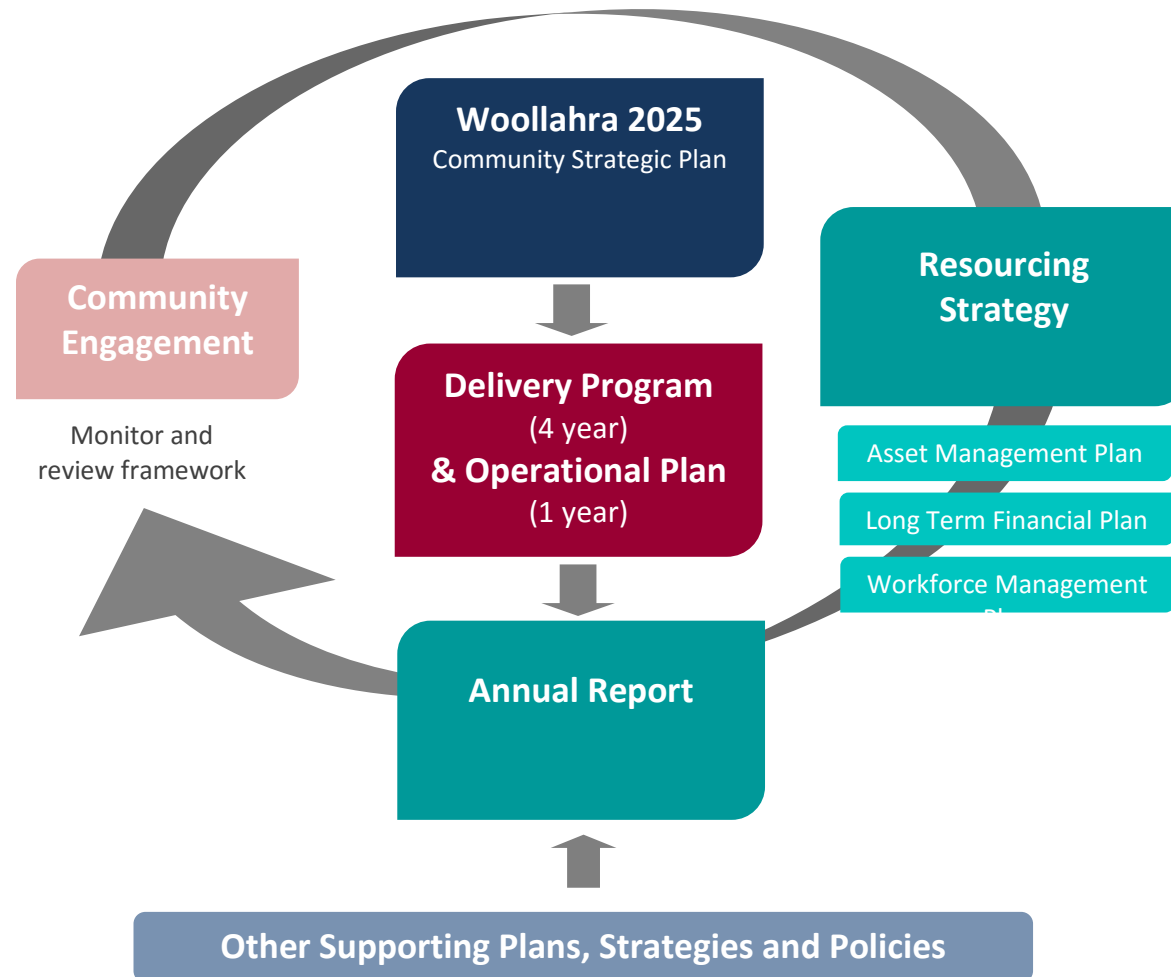 Woollahra 2025
Community Strategic Plan
Community
Engagement
Monitor and
review framework
Delivery Program
(4 year)
& Operational Plan
(1 year)
Resourcing
Strategy
Asset Management Plan
Long Term Financial Plan
Workforce Management
Annual Report
Other Supporting Plans, Strategies and Policies